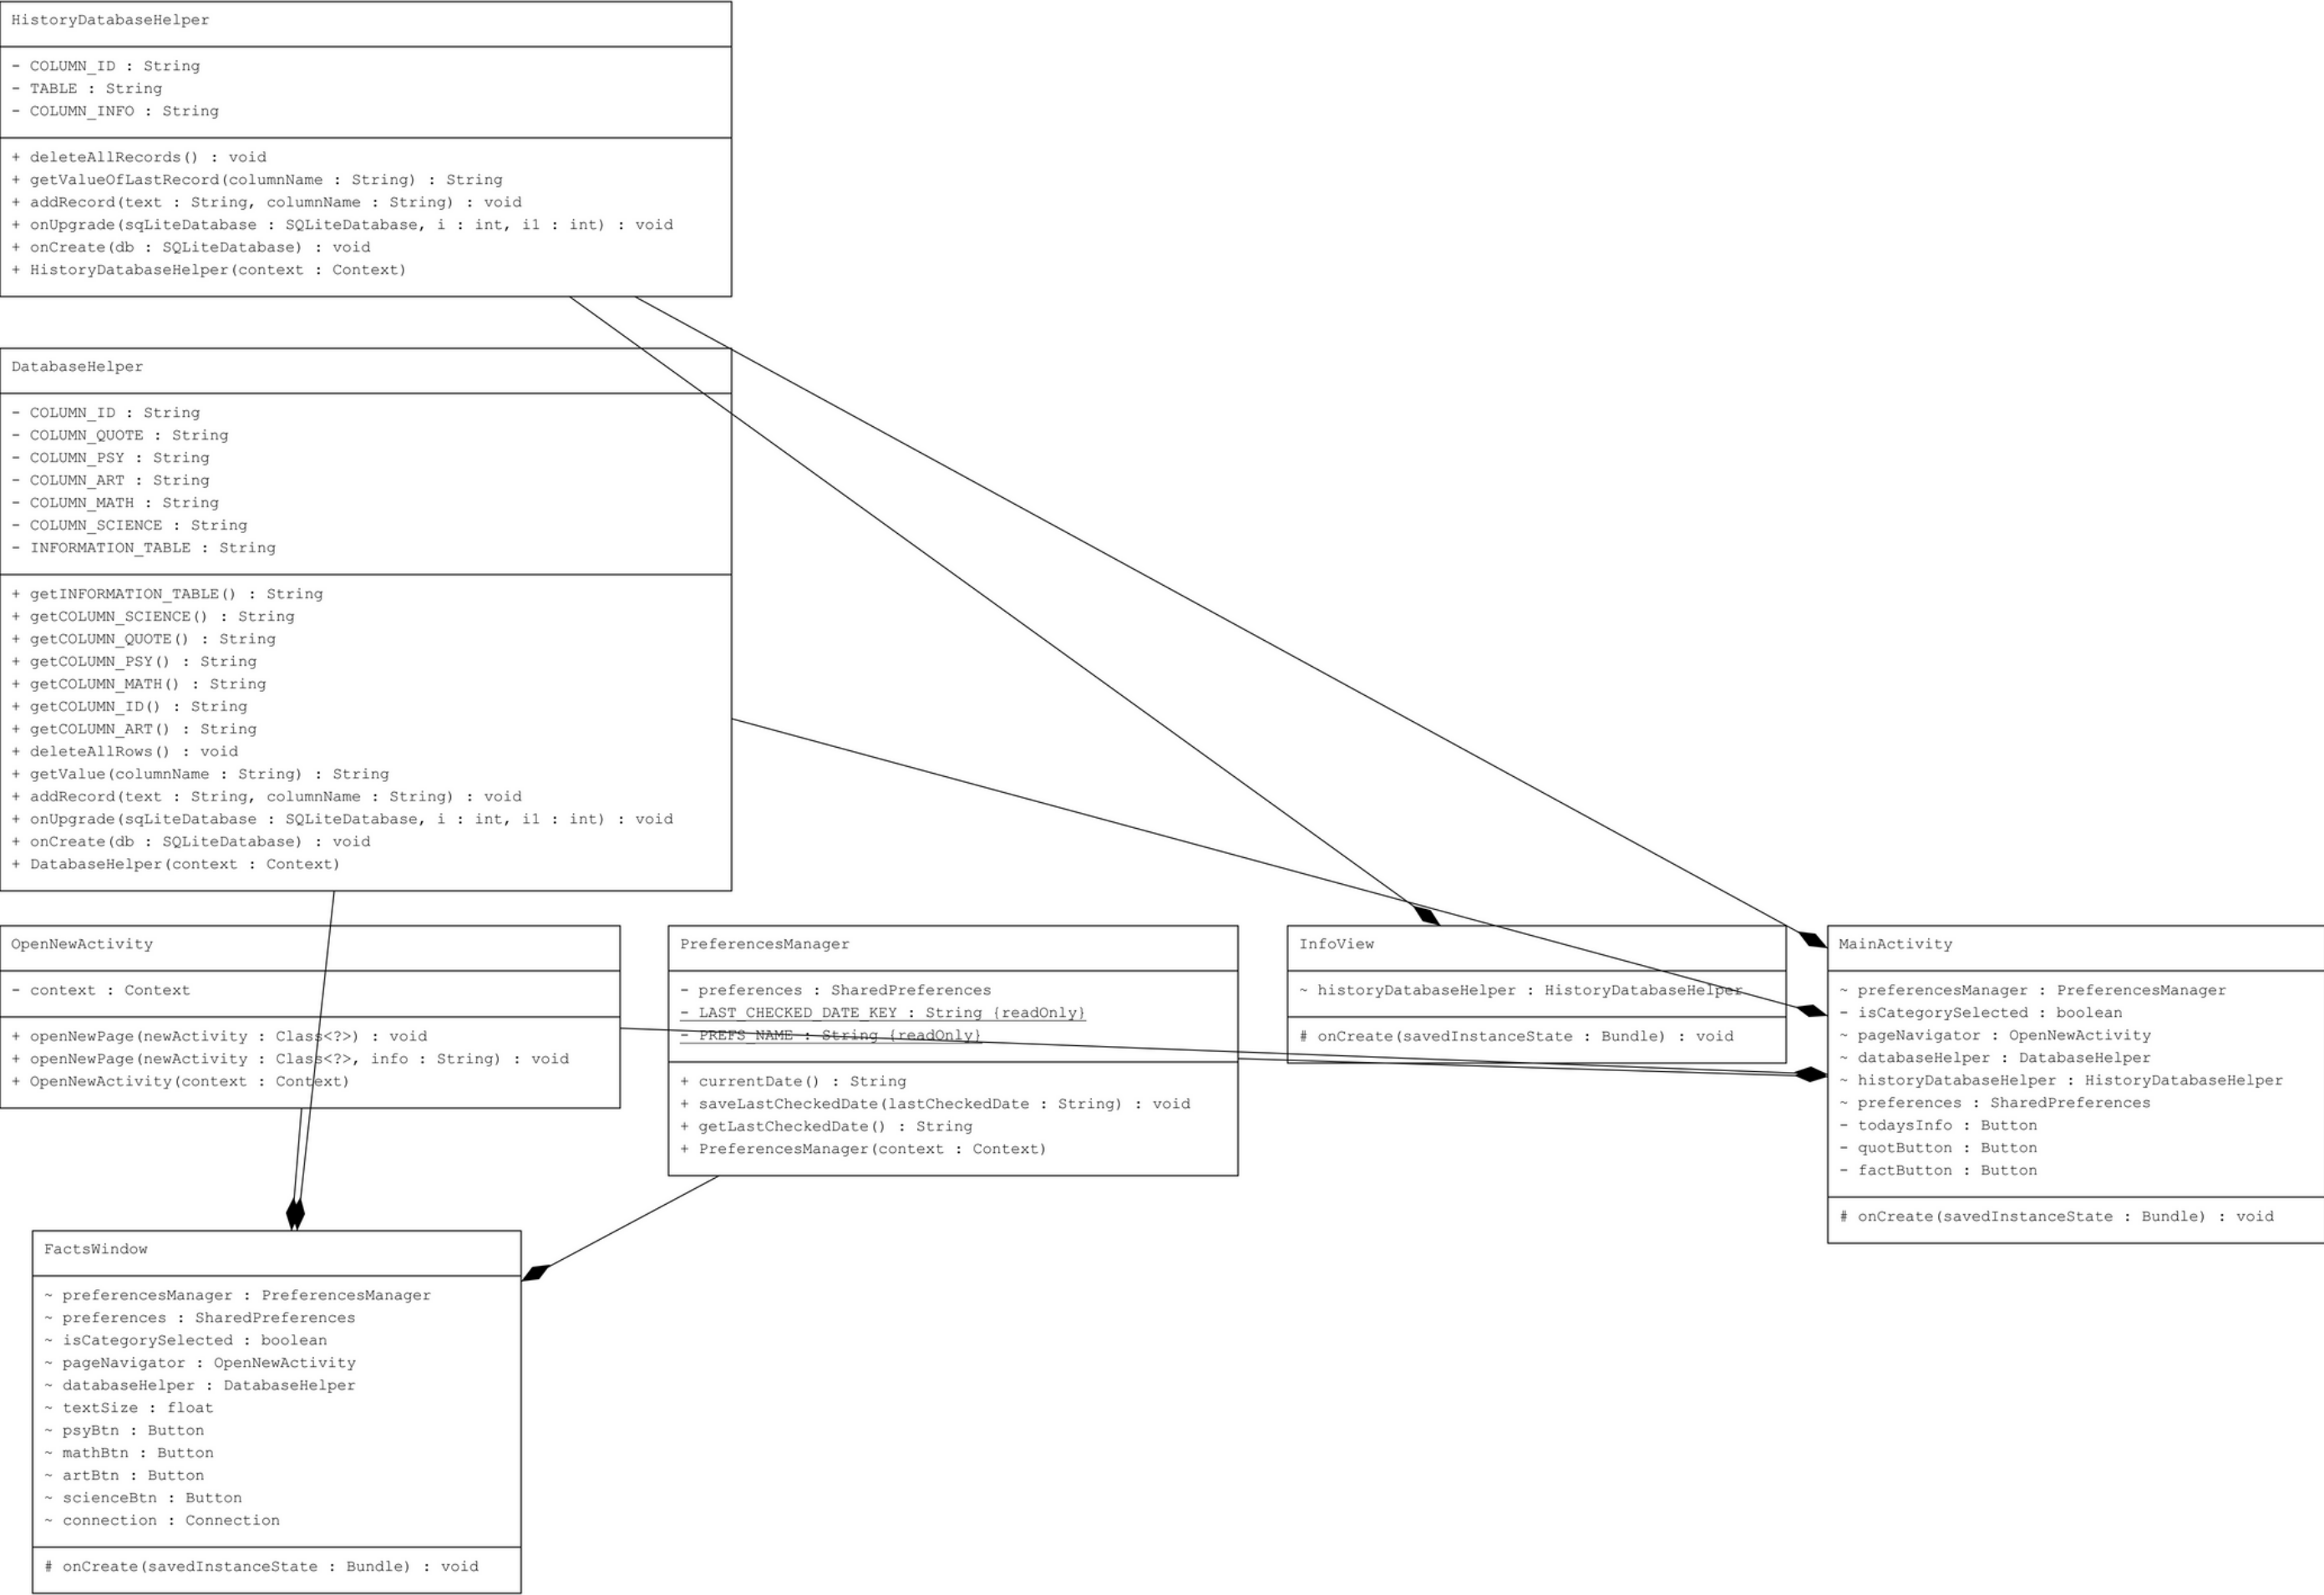 HistoryDatabaseHelper
- COLUMN_ID : String
- TABLE : String
- COLUMN_INFO : String
+ deleteAllRecords() : void
+ getValueOfLastRecord(columnName : String) : String
+ addRecord(text : String, columnName : String) : void
+ onUpgrade(sqLiteDatabase : SQLiteDatabase, i : int, i1 : int) : void
+ onCreate(db : SQLiteDatabase) : void
+ HistoryDatabaseHelper(context : Context)
DatabaseHelper
- COLUMN_ID : String
- COLUMN_QUOTE : String
- COLUMN_PSY : String
- COLUMN_ART : String
- COLUMN_MATH : String
- COLUMN_SCIENCE : String
- INFORMATION_TABLE : String
+ getINFORMATION_TABLE() : String
+ getCOLUMN_SCIENCE() : String
+ getCOLUMN_QUOTE() : String
+ getCOLUMN_PSY() : String
+ getCOLUMN_MATH() : String
+ getCOLUMN_ID() : String
+ getCOLUMN_ART() : String
+ deleteAllRows() : void
+ getValue(columnName : String) : String
+ addRecord(text : String, columnName : String) : void
+ onUpgrade(sqLiteDatabase : SQLiteDatabase, i : int, i1 : int) : void
+ onCreate(db : SQLiteDatabase) : void
+ DatabaseHelper(context : Context)
OpenNewActivity
- context : Context
+ openNewPage(newActivity : Class<?>) : void
+ openNewPage(newActivity : Class<?>, info : String) : void
+ OpenNewActivity(context : Context)
PreferencesManager
- preferences : SharedPreferences
- LAST_CHECKED_DATE_KEY : String {readOnly}
- PREFS_NAME : String {readOnly}
+ currentDate() : String
+ saveLastCheckedDate(lastCheckedDate : String) : void
+ getLastCheckedDate() : String
+ PreferencesManager(context : Context)
InfoView
~ historyDatabaseHelper : HistoryDatabaseHelper
# onCreate(savedInstanceState : Bundle) : void
MainActivity
~ preferencesManager : PreferencesManager
- isCategorySelected : boolean
~ pageNavigator : OpenNewActivity
~ databaseHelper : DatabaseHelper
~ historyDatabaseHelper : HistoryDatabaseHelper
~ preferences : SharedPreferences
- todaysInfo : Button
- quotButton : Button
- factButton : Button
# onCreate(savedInstanceState : Bundle) : void
FactsWindow
~ preferencesManager : PreferencesManager
~ preferences : SharedPreferences
~ isCategorySelected : boolean
~ pageNavigator : OpenNewActivity
~ databaseHelper : DatabaseHelper
~ textSize : float
~ psyBtn : Button
~ mathBtn : Button
~ artBtn : Button
~ scienceBtn : Button
~ connection : Connection
# onCreate(savedInstanceState : Bundle) : void